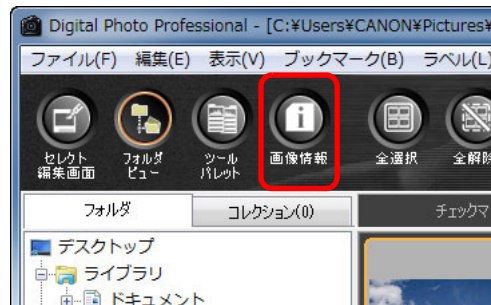 Digital Photo Professional - [C:¥Users¥CANON¥Pictures¥
ファイル(F) 編集(E) 表示(V) ブックマーク(B) ラベル(L)
セレクト
編集画面
フォルダ
ビュー
ツール
パレット
画像情報
全選択
全解除
フォルダ
コレクション(0)
チェックマ
デスクトップ
ライブラリ
ドキュメント